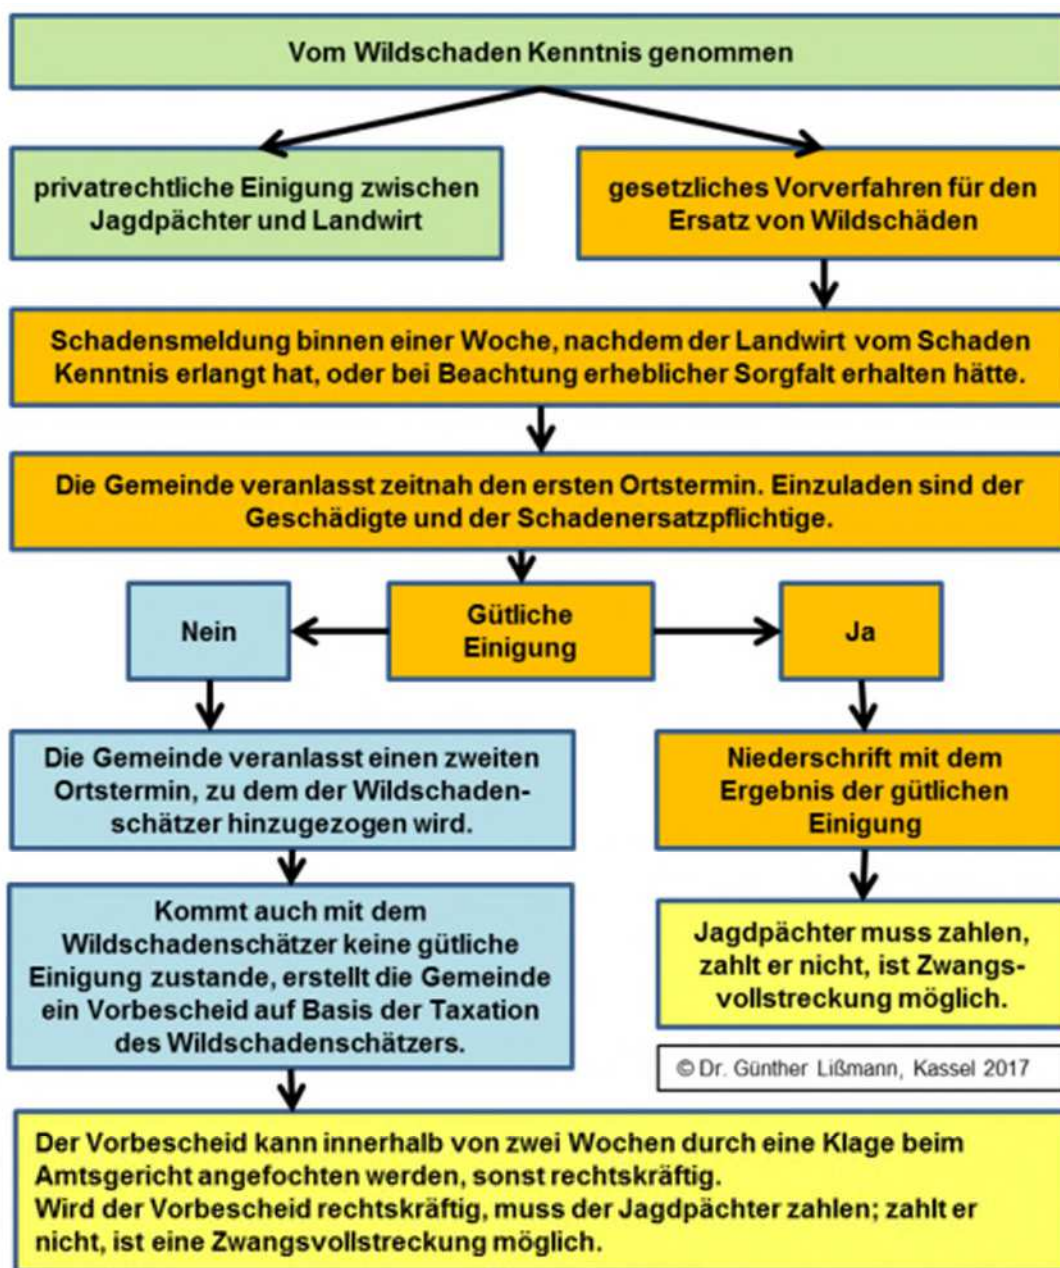 Vom Wildschaden Kenntnis genommen
privatrechtliche Einigung zwischen
Jagdpächter und Landwirt
gesetzliches Vorverfahren für den
Ersatz von Wildschäden
Schadensmeldung binnen einer Woche, nachdem der Landwirt vom Schaden
Kenntnis erlangt hat, oder bei Beachtung erheblicher Sorgfalt erhalten hätte.
Die Gemeinde veranlasst zeitnah den ersten Ortstermin. Einzuladen sind der
Geschädigte und der Schadenersatzpflichtige.
Nein
Gütliche
Einigung
Ja
Die Gemeinde veranlasst einen zweiten
Ortstermin, zu dem der Wildschaden-
schätzer hinzugezogen wird.
Niederschrift mit dem
Ergebnis der gütlichen
Einigung
Kommt auch mit dem
Wildschadenschätzer keine gütliche
Einigung zustande, erstellt die Gemeinde
ein Vorbescheid auf Basis der Taxation
des Wildschadenschätzers.
Jagdpächter muss zahlen,
zahlt er nicht, ist Zwangs-
vollstreckung möglich.
© Dr. Günther Lißmann, Kassel 2017
Der Vorbescheid kann innerhalb von zwei Wochen durch eine Klage beim
Amtsgericht angefochten werden, sonst rechtskräftig.
Wird der Vorbescheid rechtskräftig, muss der Jagdpächter zahlen; zahlt er
nicht, ist eine Zwangsvollstreckung möglich.